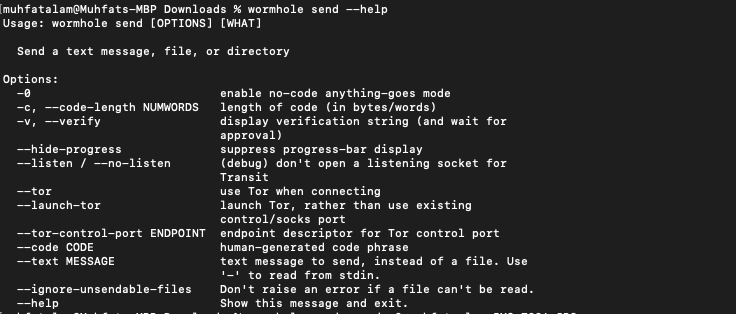 [muhfatalam@Muhfats-MBP Downloads % wormhole send --help
Usage: wormhole send [OPTIONS] [WHAT]
Send a text message, file, or directory
Options:
-0 enable no-code anything-goes mode
-c, --code-length NUMWORDS length of code (in bytes/words)
-v, --verify display verification string (and wait for
approval)
--hide-progress suppress progress-bar display
--listen / --no-listen (debug) don't open a listening socket for
Transit
--tor use Tor when connecting
--launch-tor launch Tor, rather than use existing
control/socks port
--tor-control-port ENDPOINT endpoint descriptor for Tor control port
--code CODE human-generated code phrase
--text MESSAGE text message to send, instead of a file. Use
'-' to read from stdin.
--ignore-unsendable-files Don't raise an error if a file can't be read.
--help Show this message and exit.